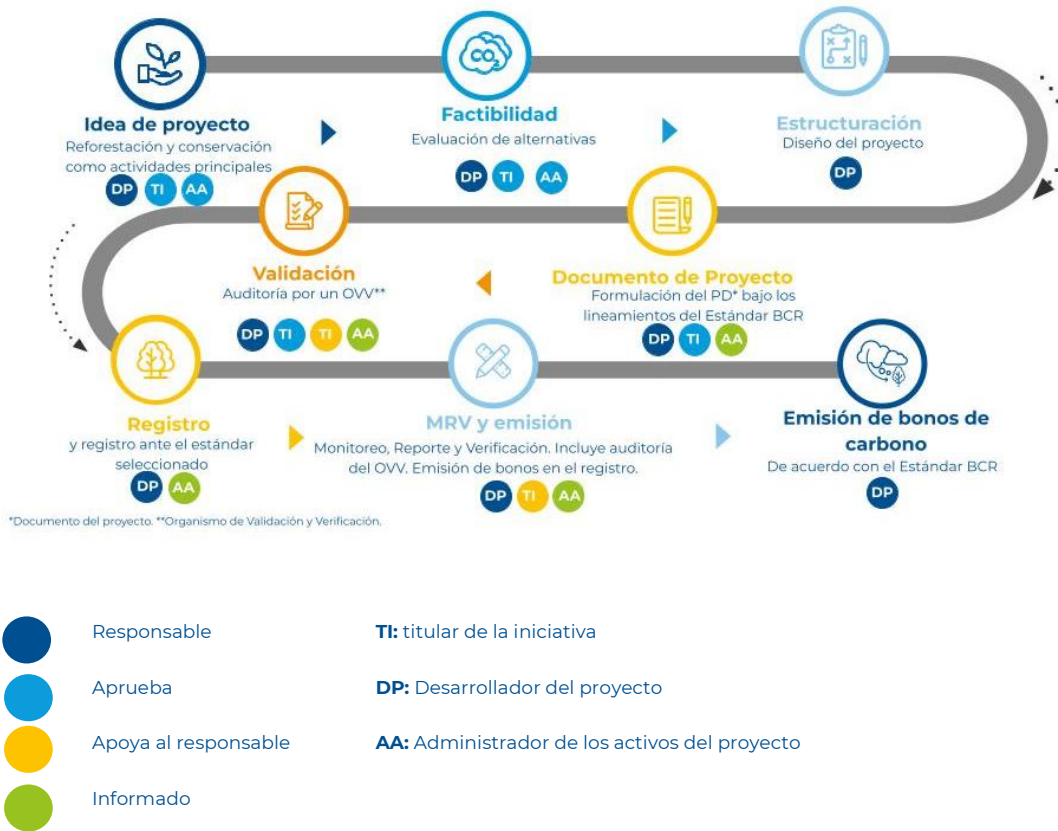 CO₂
Idea de proyecto
Reforestación y conservación
como actividades principales
DP TI AA
Factibilidad
Evaluación de alternativas
DP TI AA
Estructuración
Diseño del proyecto
DP
Documento de Proyecto
Formulación del PD* bajo los
lineamientos del Estándar BCR
DP TI AA
Validación
Auditoría por un OVV**
DP TI TI AA
Registro
y registro ante el estándar
seleccionado
DP AA
MRV y emisión
Monitoreo, Reporte y Verificación. Incluye auditoría
del OVV. Emisión de bonos en el registro.
DP TI AA
Emisión de bonos de
carbono
De acuerdo con el Estándar BCR
DP
*Documento del proyecto. **Organismo de Validación y Verificación.
Responsable
TI: titular de la iniciativa
Aprueba
DP: Desarrollador del proyecto
Apoya al responsable
AA: Administrador de los activos del proyecto
Informado